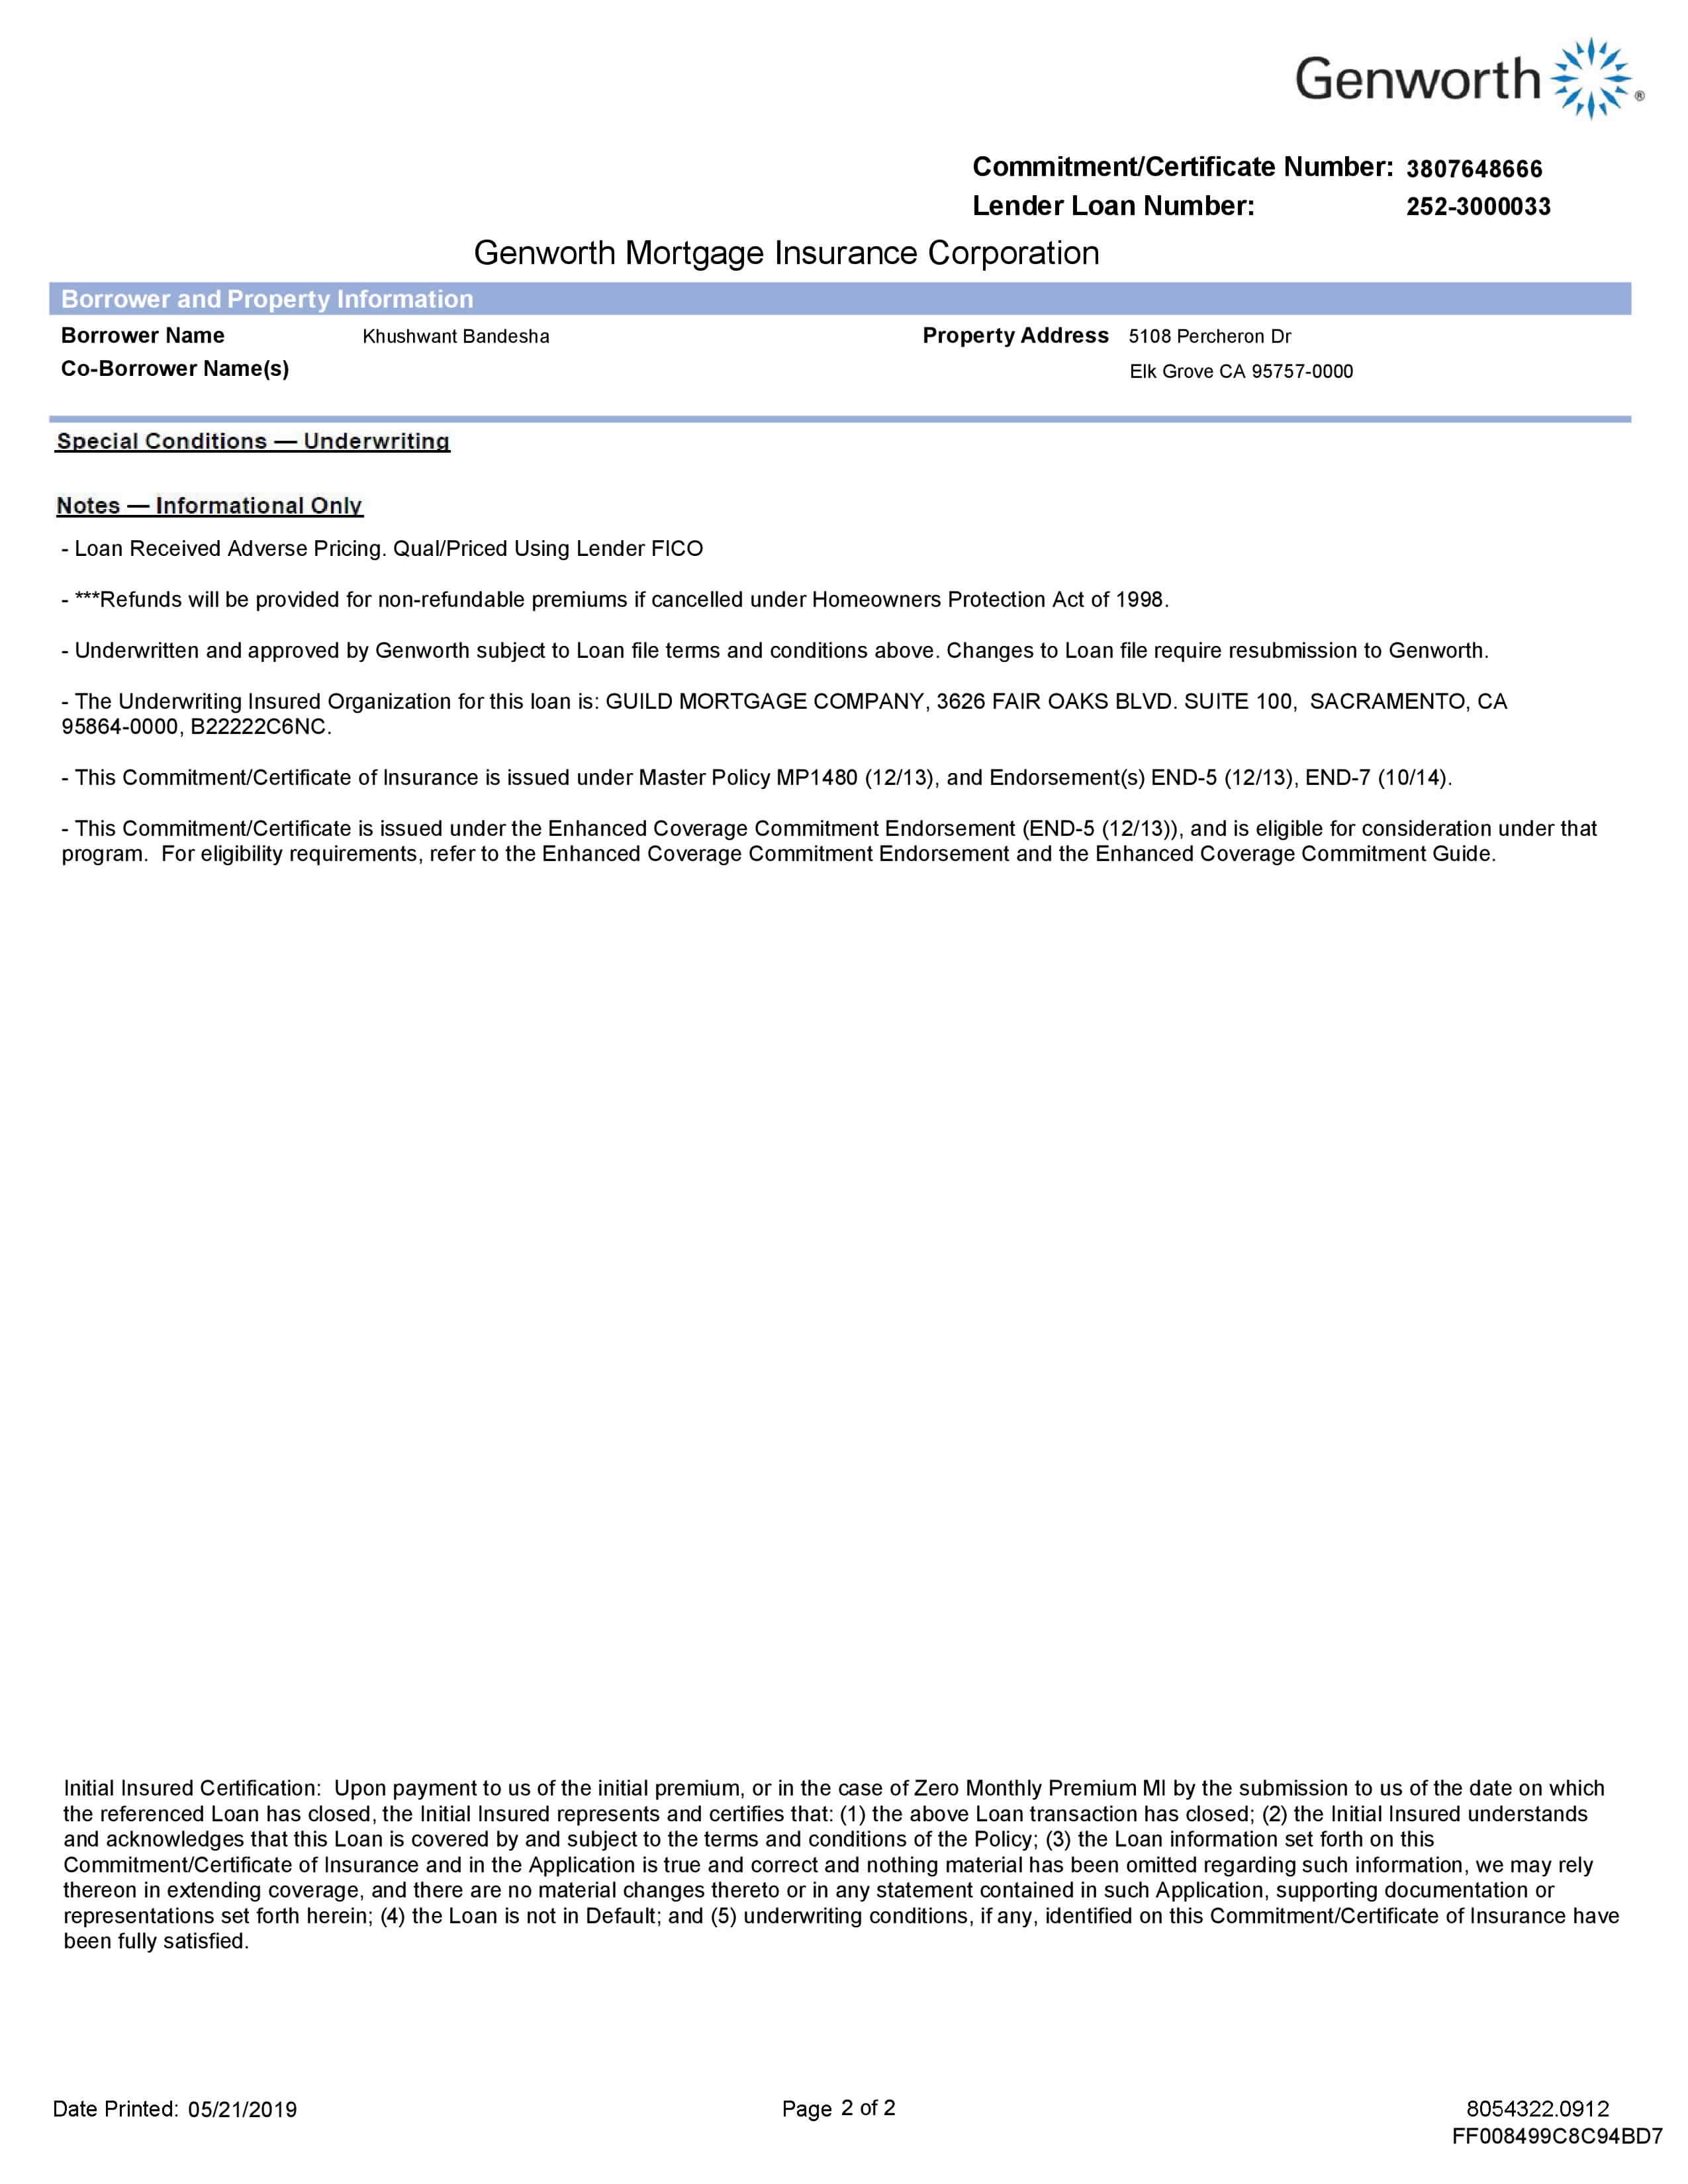 Genworth ®
Commitment/Certificate Number: 3807648666
Lender Loan Number: 252-3000033
Genworth Mortgage Insurance Corporation
Borrower and Property Information
Borrower Name Khushwant Bandesha Property Address 5108 Percheron Dr
Co-Borrower Name(s) Elk Grove CA 95757-0000
Special Conditions — Underwriting
Notes — Informational Only
- Loan Received Adverse Pricing. Qual/Priced Using Lender FICO
- ***Refunds will be provided for non-refundable premiums if cancelled under Homeowners Protection Act of 1998.
- Underwritten and approved by Genworth subject to Loan file terms and conditions above. Changes to Loan file require resubmission to Genworth.
- The Underwriting Insured Organization for this loan is: GUILD MORTGAGE COMPANY, 3626 FAIR OAKS BLVD. SUITE 100, SACRAMENTO, CA
95864-0000, B22222C6NC.
- This Commitment/Certificate of Insurance is issued under Master Policy MP1480 (12/13), and Endorsement(s) END-5 (12/13), END-7 (10/14).
- This Commitment/Certificate is issued under the Enhanced Coverage Commitment Endorsement (END-5 (12/13)), and is eligible for consideration under that
program. For eligibility requirements, refer to the Enhanced Coverage Commitment Endorsement and the Enhanced Coverage Commitment Guide.
Initial Insured Certification: Upon payment to us of the initial premium, or in the case of Zero Monthly Premium MI by the submission to us of the date on which
the referenced Loan has closed, the Initial Insured represents and certifies that: (1) the above Loan transaction has closed; (2) the Initial Insured understands
and acknowledges that this Loan is covered by and subject to the terms and conditions of the Policy; (3) the Loan information set forth on this
Commitment/Certificate of Insurance and in the Application is true and correct and nothing material has been omitted regarding such information, we may rely
thereon in extending coverage, and there are no material changes thereto or in any statement contained in such Application, supporting documentation or
representations set forth herein; (4) the Loan is not in Default; and (5) underwriting conditions, if any, identified on this Commitment/Certificate of Insurance have
been fully satisfied.
Date Printed: 05/21/2019 Page 2 of 2 8054322.0912
FF008499C8C94BD7